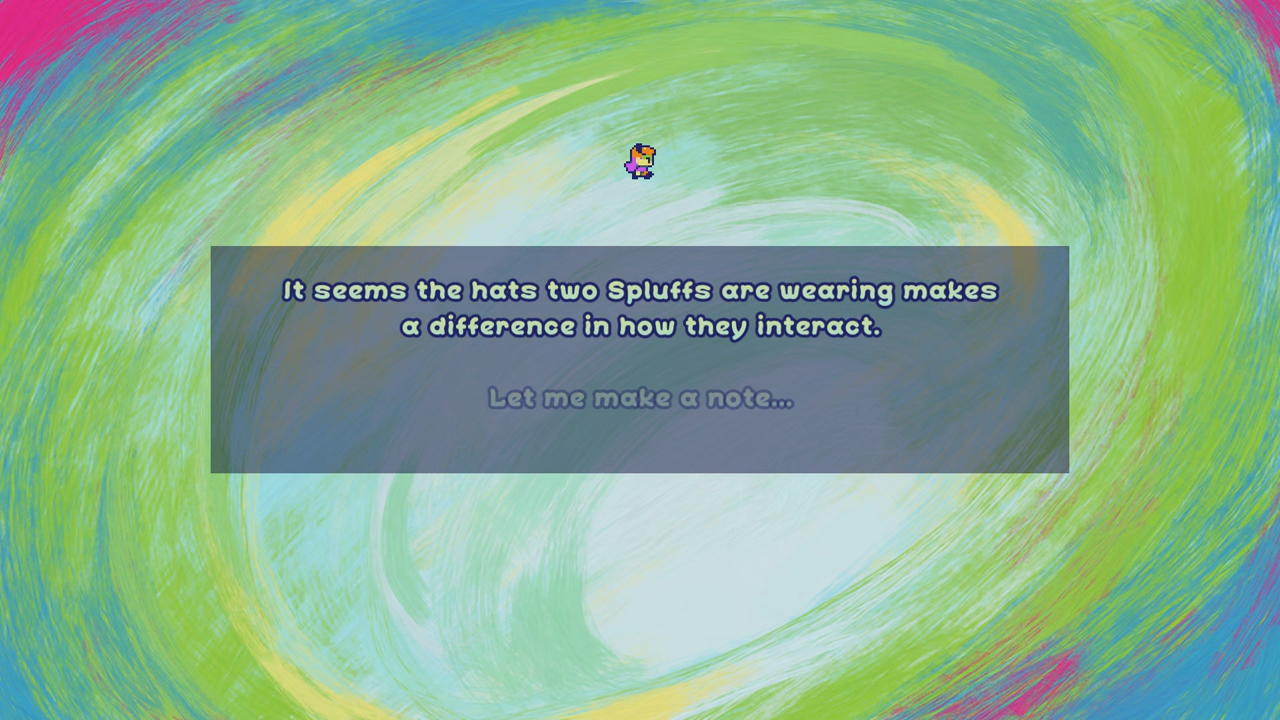 It seems the hats two Spluffs are wearing makes
a difference in how they interact.
Let me make a note...